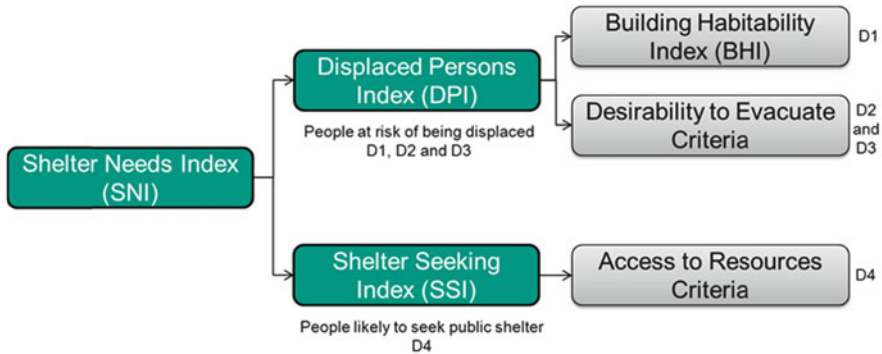 Shelter Needs Index
(SNI)
Displaced Persons
Index (DPI)
People at risk of being displaced
D1, D2 and D3
Building Habitability
Index (BHI)
D1
Desirability to Evacuate
Criteria
D2
and
D3
Shelter Seeking
Index (SSI)
People likely to seek public shelter
D4
Access to Resources
Criteria
D4